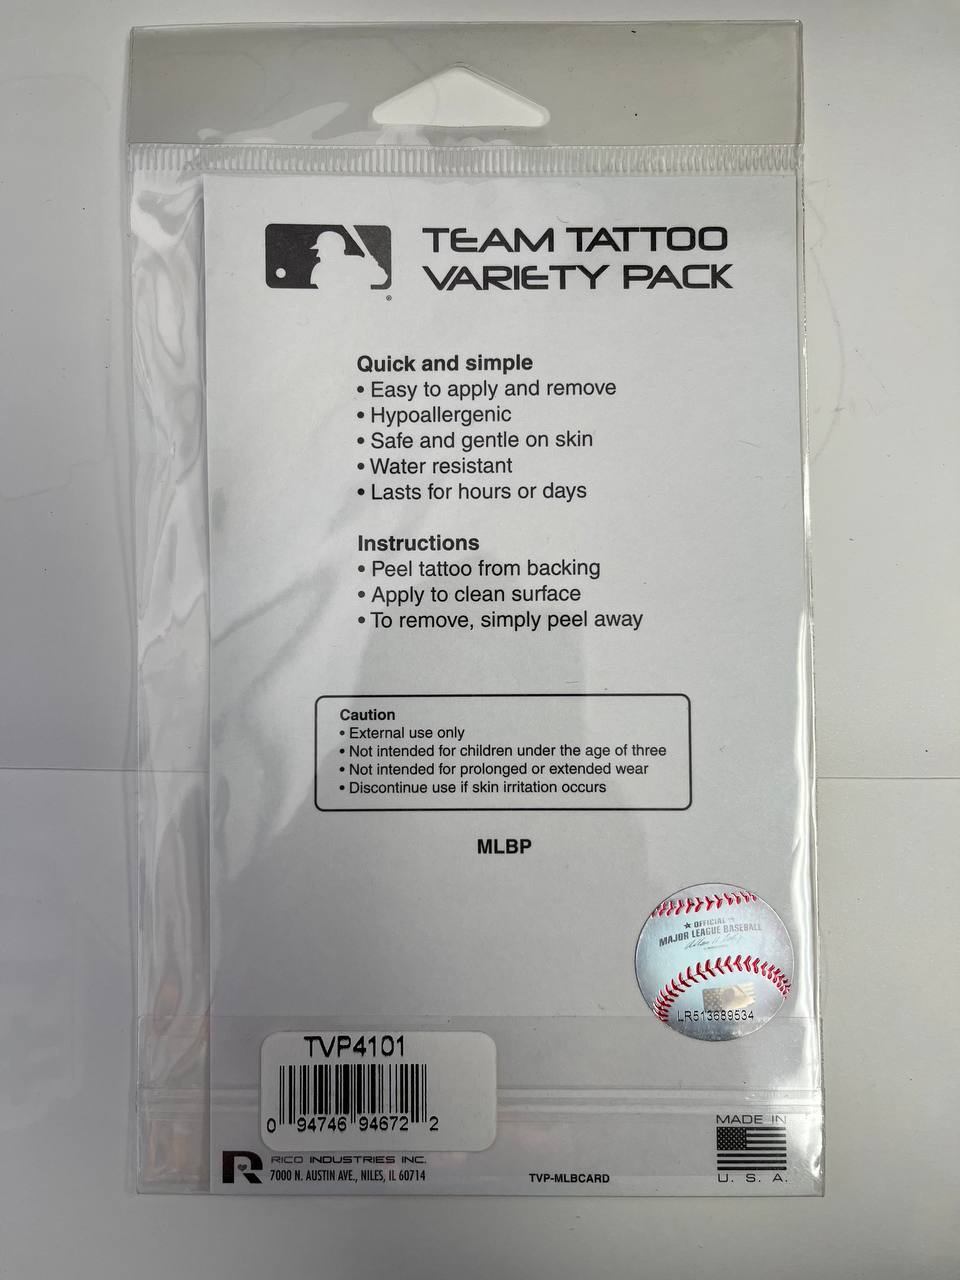 TEAM TATTOO
VARIETY PACK
®
Quick and simple
• Easy to apply and remove
• Hypoallergenic
• Safe and gentle on skin
• Water resistant
• Lasts for hours or days
Instructions
• Peel tattoo from backing
• Apply to clean surface
• To remove, simply peel away
Caution
• External use only
• Not intended for children under the age of three
• Not intended for prolonged or extended wear
• Discontinue use if skin irritation occurs
MLBP
★ OFFICIAL ™
MAJOR LEAGUE BASEBALL
LR513689534
TVP4101
0 94746 94672 2
R RICO INDUSTRIES INC.
7000 N. AUSTIN AVE., NILES, IL 60714
TVP-MLBCARD
MADE IN
U. S. A.